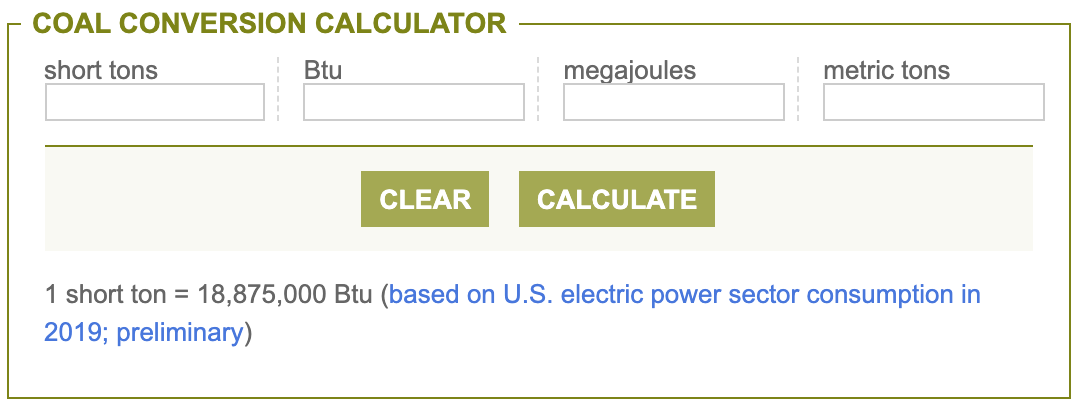 COAL CONVERSION CALCULATOR
short tons
Btu
megajoules
metric tons
CLEAR
CALCULATE
1 short ton = 18,875,000 Btu (based on U.S. electric power sector consumption in
2019; preliminary)